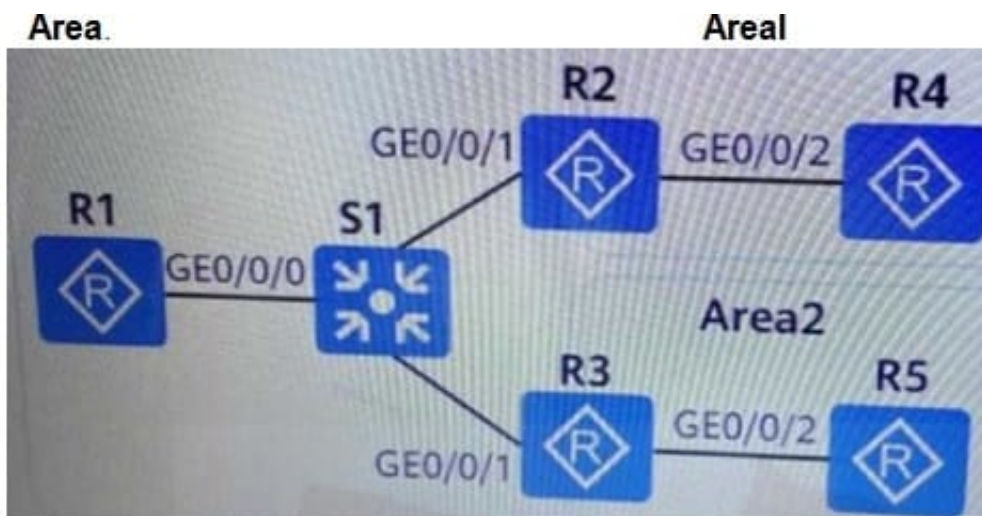 Area. Areal
R2 R4
GE0/0/1 GE0/0/2
R1 S1
GE0/0/0
Area2
R3 R5
GE0/0/2
GE0/0/1